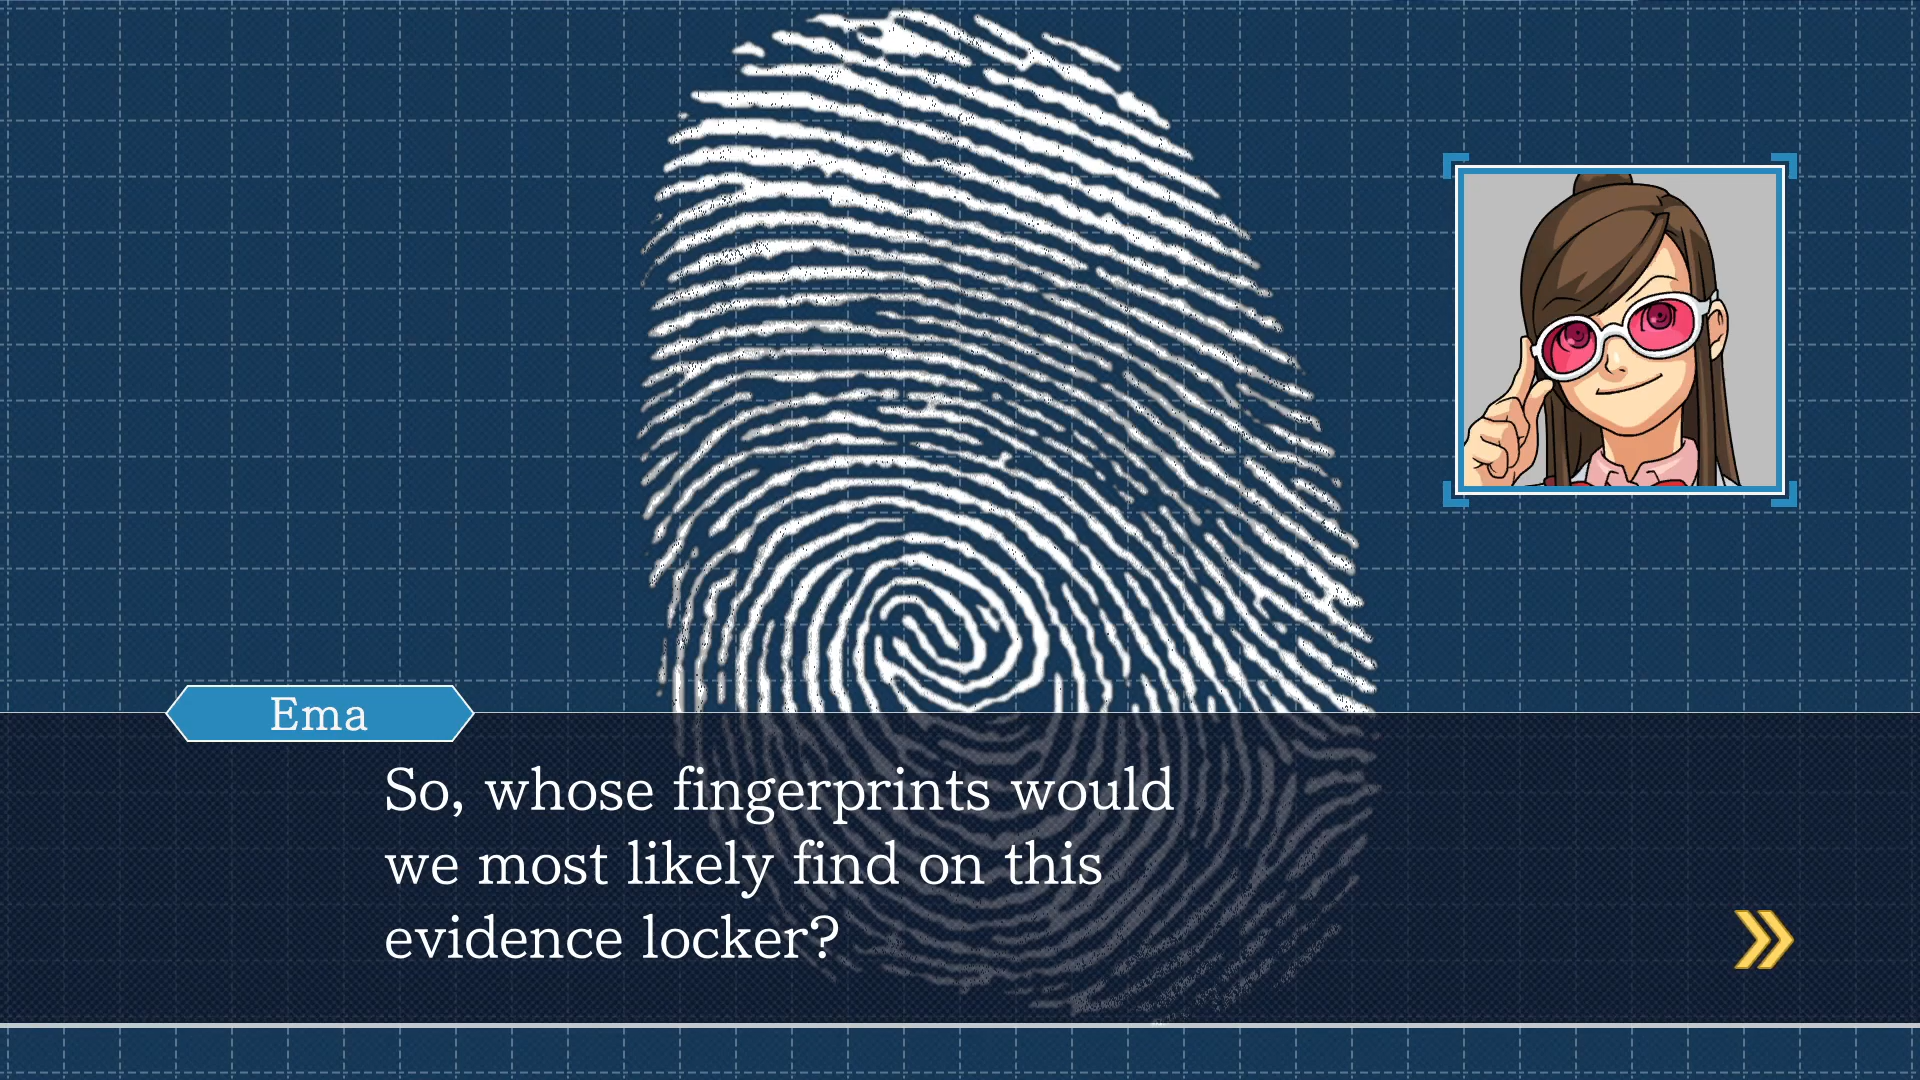 Ema
So, whose fingerprints would
we most likely find on this
evidence locker?